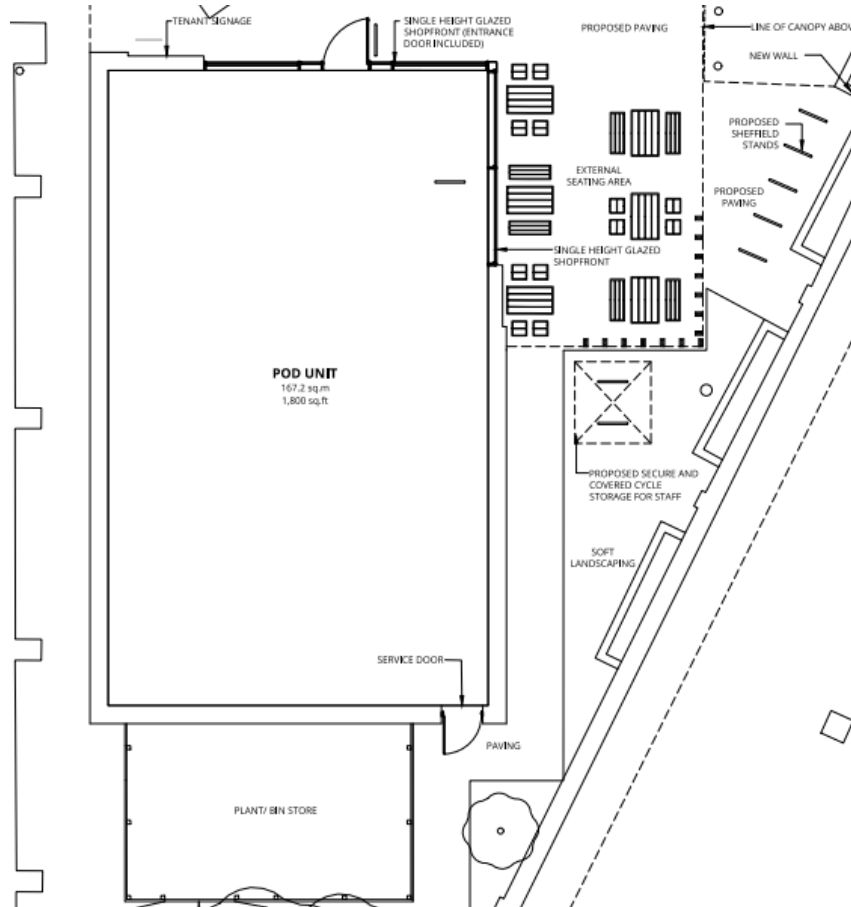 TENANT SIGNAGE
SINGLE HEIGHT GLAZED
SHOPFRONT (ENTRANCE
DOOR INCLUDED)
PROPOSED PAVING
LINE OF CANOPY ABOV
NEW WALL
PROPOSED
SHEFFIELD
STANDS
EXTERNAL
SEATING AREA
PROPOSED
PAVING
SINGLE HEIGHT GLAZED
SHOPFRONT
POD UNIT
167.2 sq.m
1,800 sq.ft
PROPOSED SECURE AND
COVERED CYCLE
STORAGE FOR STAFF
SOFT
LANDSCAPING
SERVICE DOOR
PAVING
PLANT/ BIN STORE